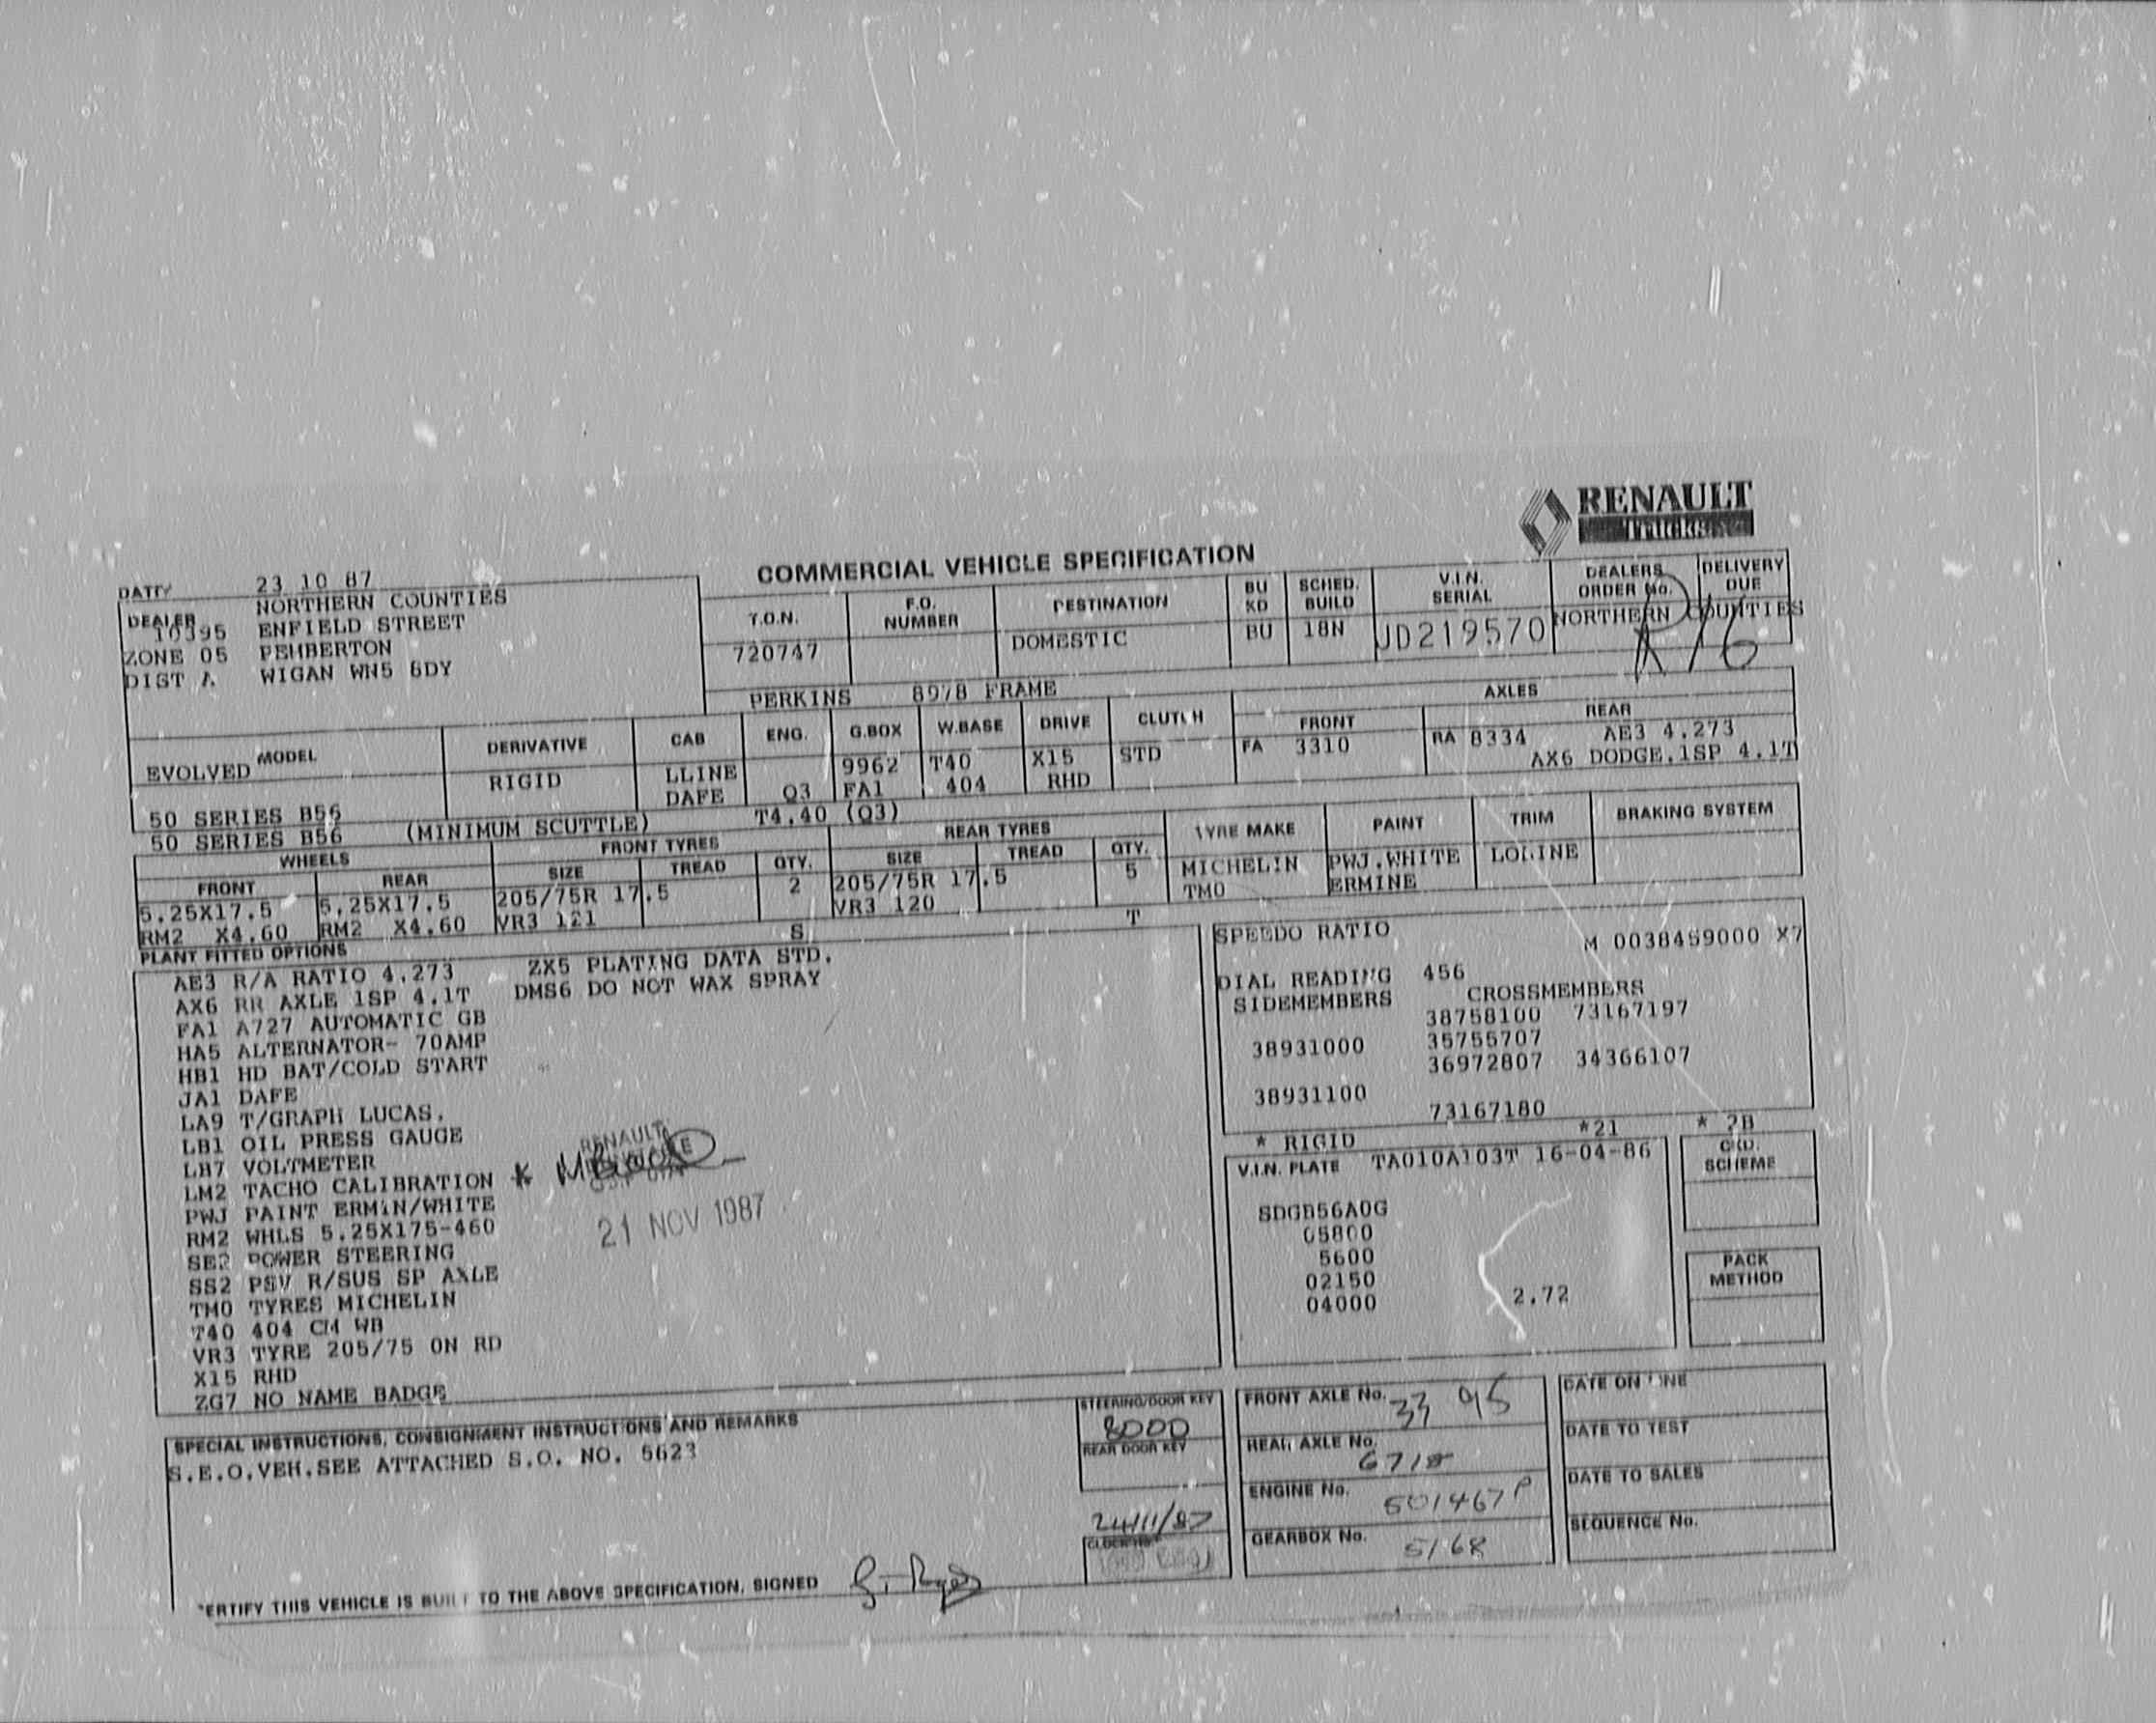 RENAULT
Trucks
COMMERCIAL VEHICLE SPECIFICATION
DATE 23 10 87
DEALER NORTHERN COUNTIES
10395 ENFIELD STREET
ZONE 05 PEMBERTON
DIST A WIGAN WN5 8DY
T.O.N. F.O. NUMBER DESTINATION BU KD SCHED. BUILD V.I.N. SERIAL DEALERS ORDER No. DELIVERY DUE
720747 DOMESTIC BU 18N JD219570 NORTHERN COUNTIES
PERKINS 8978 FRAME
MODEL DERIVATIVE CAB ENG. G.BOX W.BASE DRIVE CLUTCH AXLES FRONT REAR
EVOLVED RIGID LLINE 9962 T40 X15 STD FA 3310 RA 8334 AE3 4.273
DAFE Q3 FA1 404 RHD AX6 DODGE.1SP 4.1T
50 SERIES B56
50 SERIES B56 (MINIMUM SCUTTLE) T4.40 (Q3)
WHEELS FRONT TYRES REAR TYRES TYRE MAKE PAINT TRIM BRAKING SYSTEM
FRONT REAR SIZE TREAD QTY. SIZE TREAD QTY.
5.25X17.5 5.25X17.5 205/75R 17.5 2 205/75R 17.5 5 MICHELIN PWJ.WHITE LOLINE
RM2 X4.60 RM2 X4.60 VR3 121 VR3 120 TM0 ERMINE
S T
PLANT FITTED OPTIONS
AE3 R/A RATIO 4.273 ZX5 PLATING DATA STD.
AX6 RR AXLE 1SP 4.1T DMS6 DO NOT WAX SPRAY
FA1 A727 AUTOMATIC GB
HA5 ALTERNATOR- 70AMP
HB1 HD BAT/COLD START
JA1 DAFE
LA9 T/GRAPH LUCAS.
LB1 OIL PRESS GAUGE
LH7 VOLTMETER
LM2 TACHO CALIBRATION
PWJ PAINT ERMIN/WHITE
RM2 WHLS 5.25X175-460
SE2 POWER STEERING
SS2 PSV R/SUS SP AXLE
TM0 TYRES MICHELIN
T40 404 CM WB
VR3 TYRE 205/75 ON RD
X15 RHD
ZG7 NO NAME BADGE
RENAULT
21 NOV 1987
SPEEDO RATIO M 0038459000 X7
DIAL READING 456
SIDEMEMBERS CROSSMEMBERS
38758100 73167197
38931000 35755707
36972807 34366107
38931100
73167180
* RIGID *21 * 2B
V.I.N. PLATE TA010A103T 16-04-86
SDGB56A0G
05800
5600
02150
04000 2.72
CKD. SCHEME
PACK METHOD
SPECIAL INSTRUCTIONS, CONSIGNMENT INSTRUCTIONS AND REMARKS
S.E.O.VEH.SEE ATTACHED S.O. NO. 5623
STEERING/DOOR KEY
8000
REAR DOOR KEY
24/11/87
FRONT AXLE No. 33 95
REAR AXLE No. 6718
ENGINE No. 501467P
GEARBOX No. 5168
DATE ON LINE
DATE TO TEST
DATE TO SALES
SEQUENCE No.
CERTIFY THIS VEHICLE IS BUILT TO THE ABOVE SPECIFICATION, SIGNED